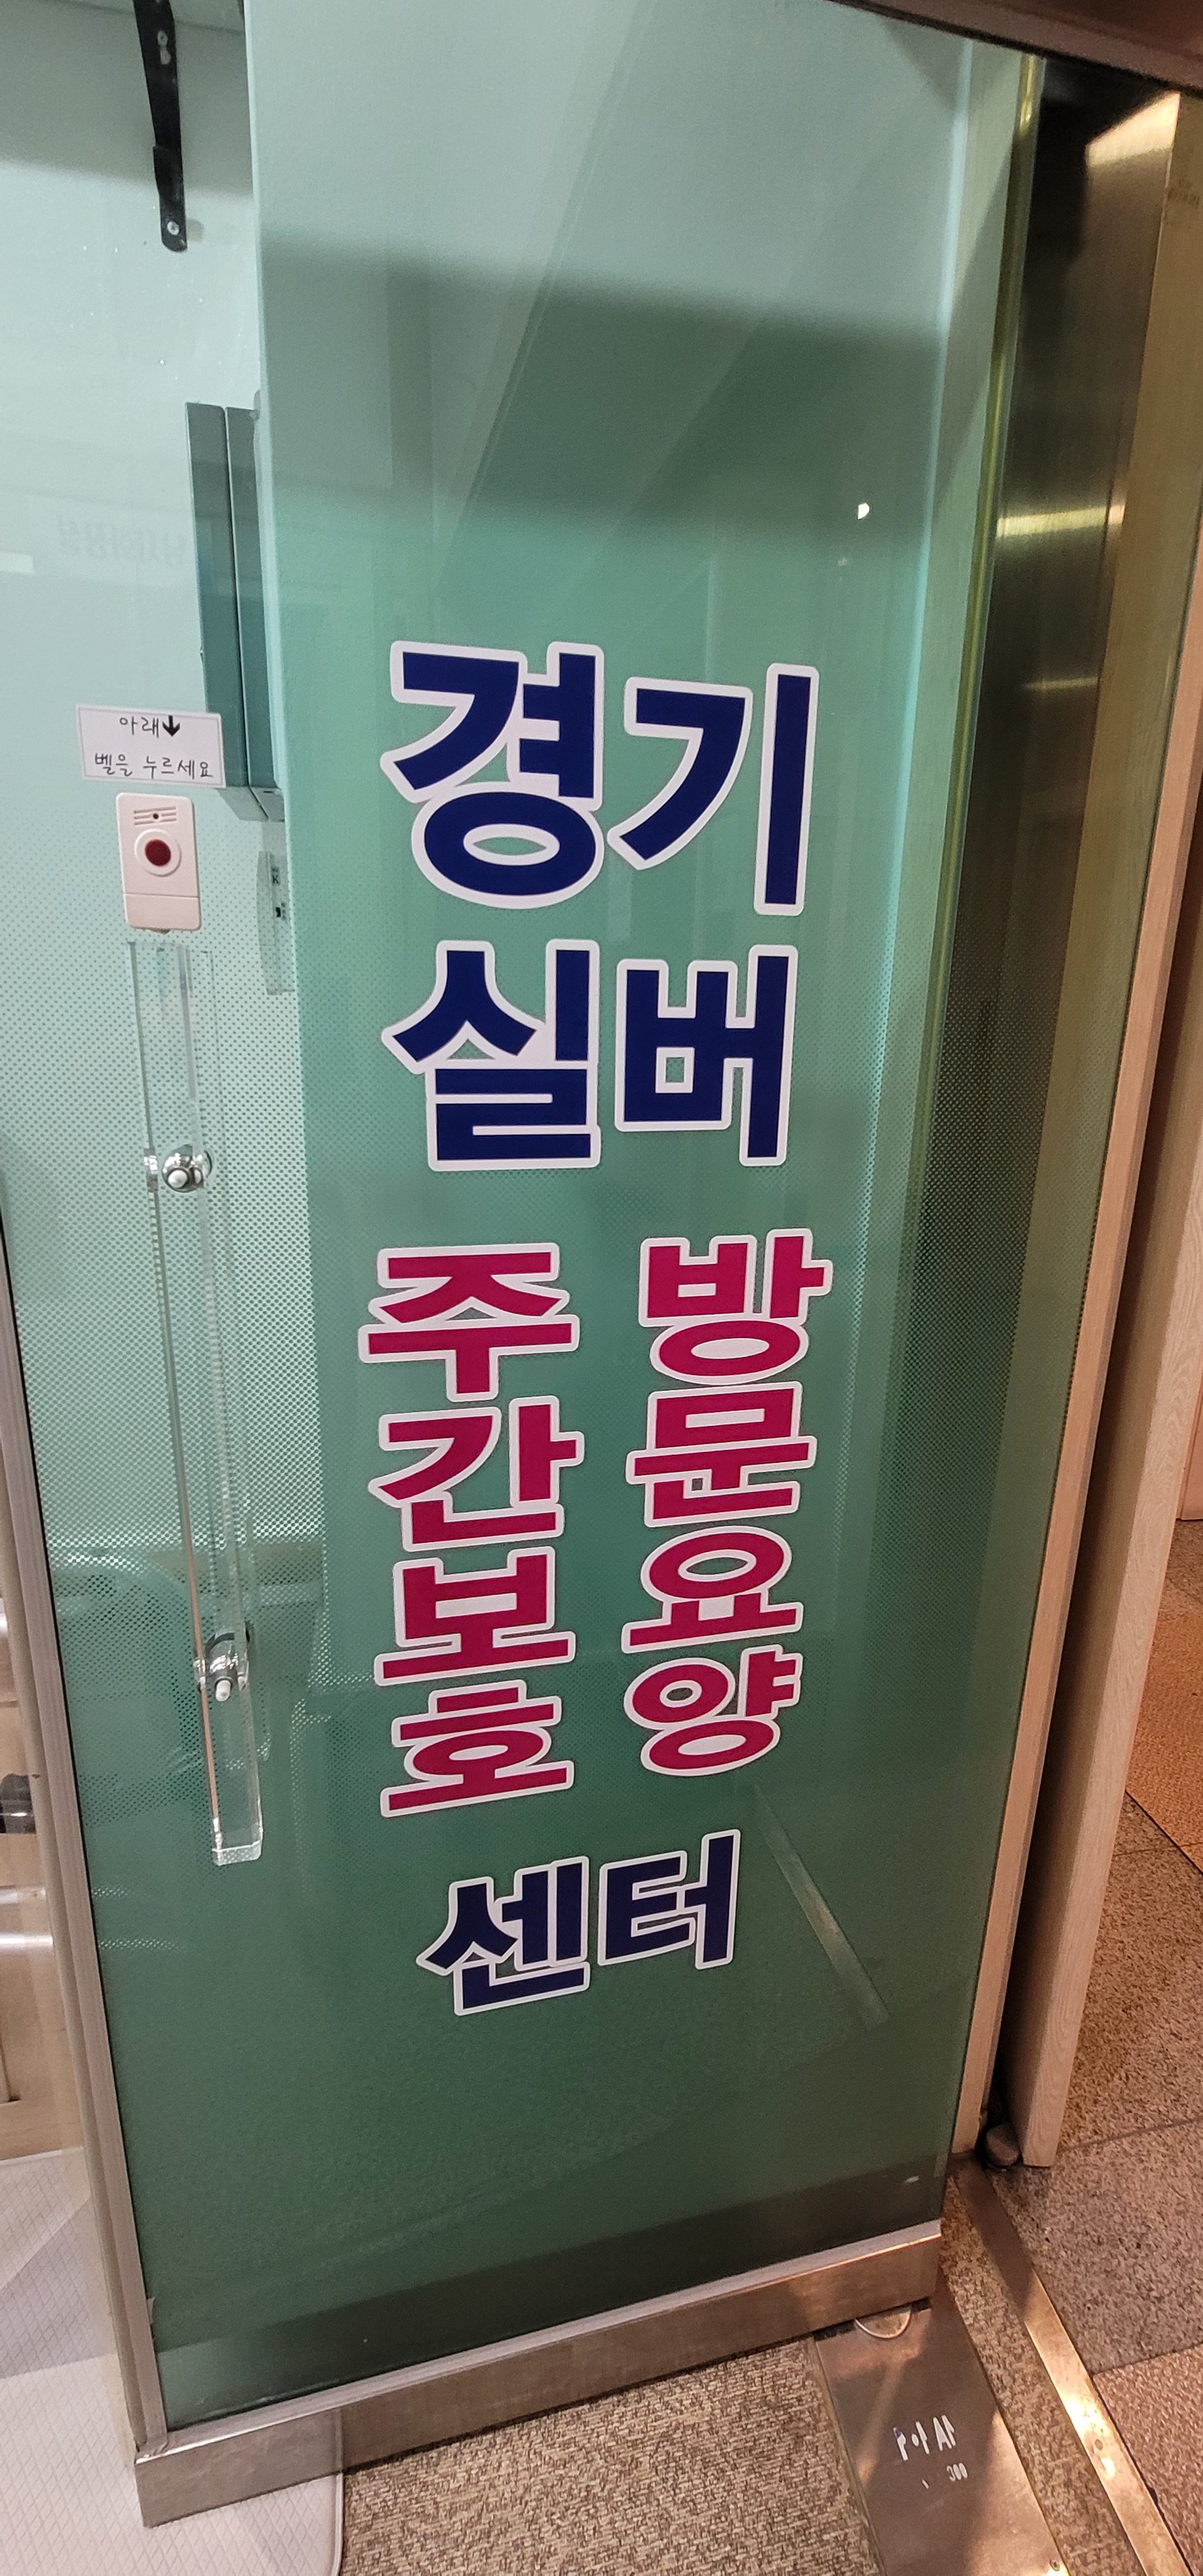 아래↓
벨을 누르세요
경기
실버
주간보호
방문요양
센터